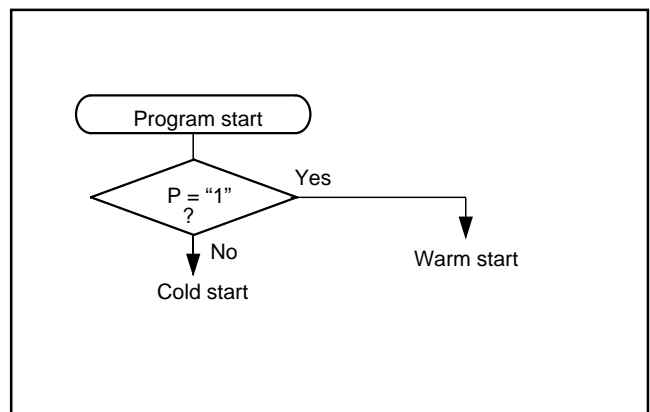 Program start
P = “1”
?
Yes
No
Warm start
Cold start